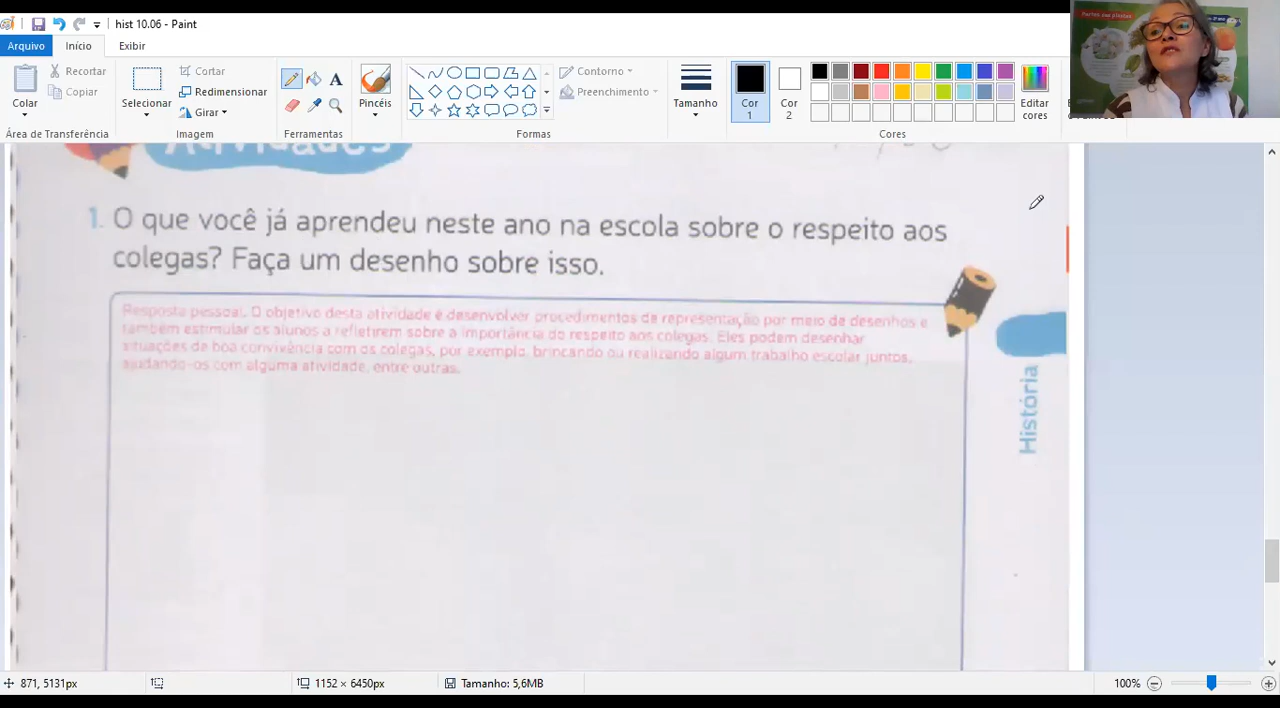 hist 10.06 - Paint
Arquivo Início Exibir
Colar
Recortar
Copiar
Área de Transferência
Selecionar
Cortar
Redimensionar
Girar
Imagem
A
Ferramentas
Pincéis
Contorno
Preenchimento
Formas
Tamanho
Cor
1
Cor
2
Cores
Editar
cores
Partes das plantas
Atividades
1. O que você já aprendeu neste ano na escola sobre o respeito aos
colegas? Faça um desenho sobre isso.
Resposta pessoal. O objetivo desta atividade é desenvolver procedimentos de representação por meio de desenhos e
também estimular os alunos a refletirem sobre a importância do respeito aos colegas. Eles podem desenhar
situações de boa convivência com os colegas, por exemplo, brincando ou realizando algum trabalho escolar juntos,
ajudando-os com alguma atividade, entre outras.
História
871, 5131px
1152 × 6450px
Tamanho: 5,6MB
100%